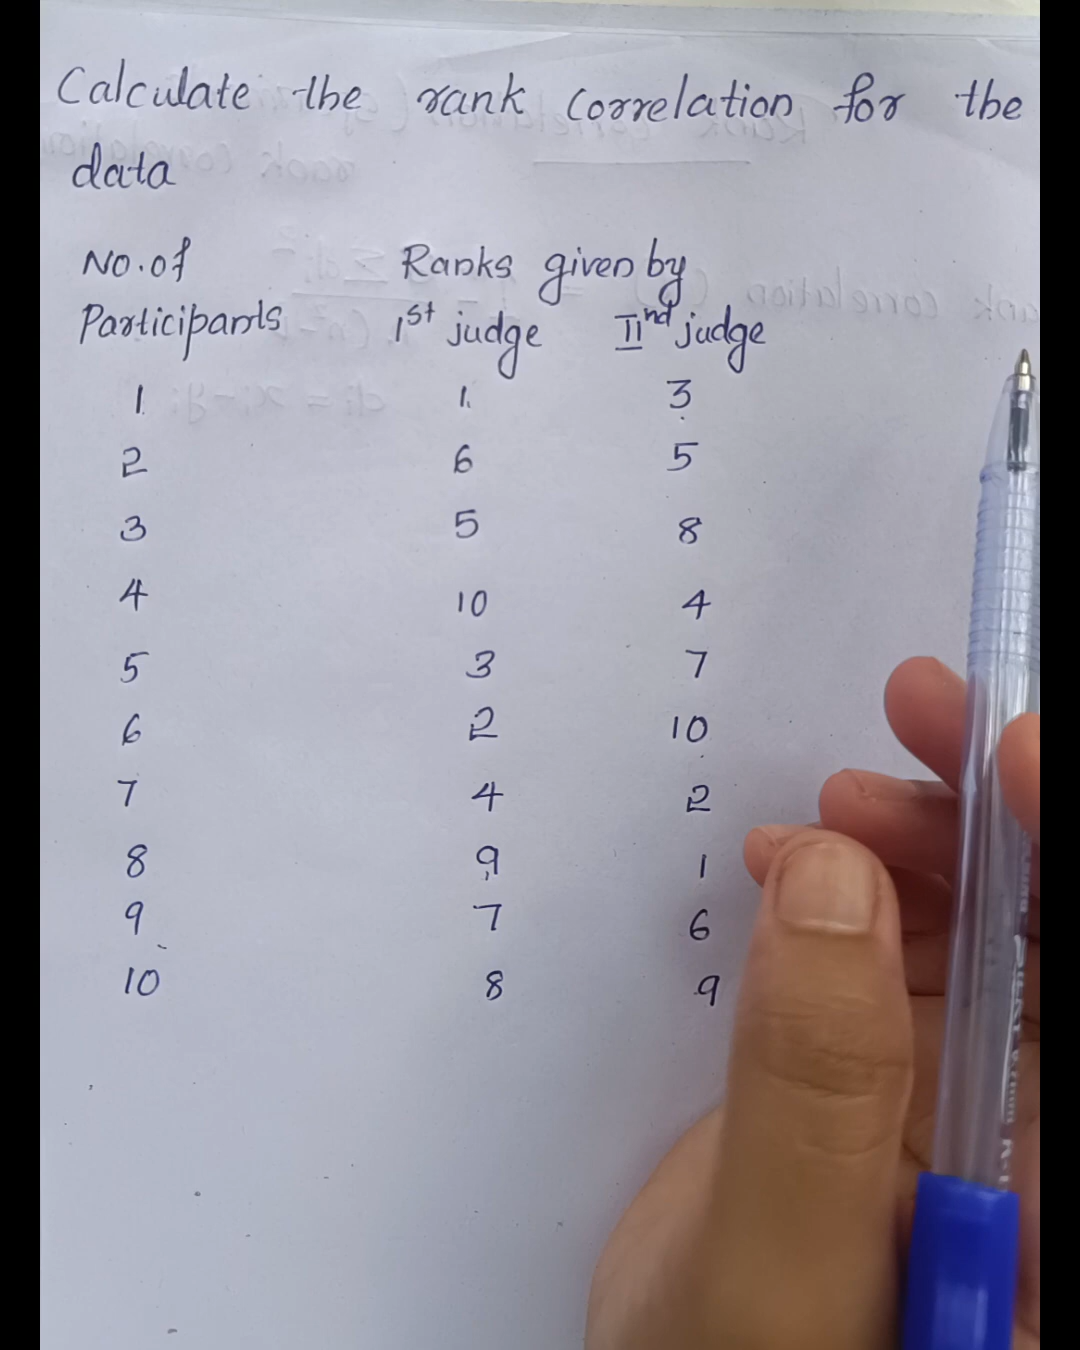 Calculate the rank correlation for the
data
No. of Ranks given by
Participants 1st judge IInd judge
1 1 3
2 6 5
3 5 8
4 10 4
5 3 7
6 2 10
7 4 2
8 9 1
9 7 6
10 8 9